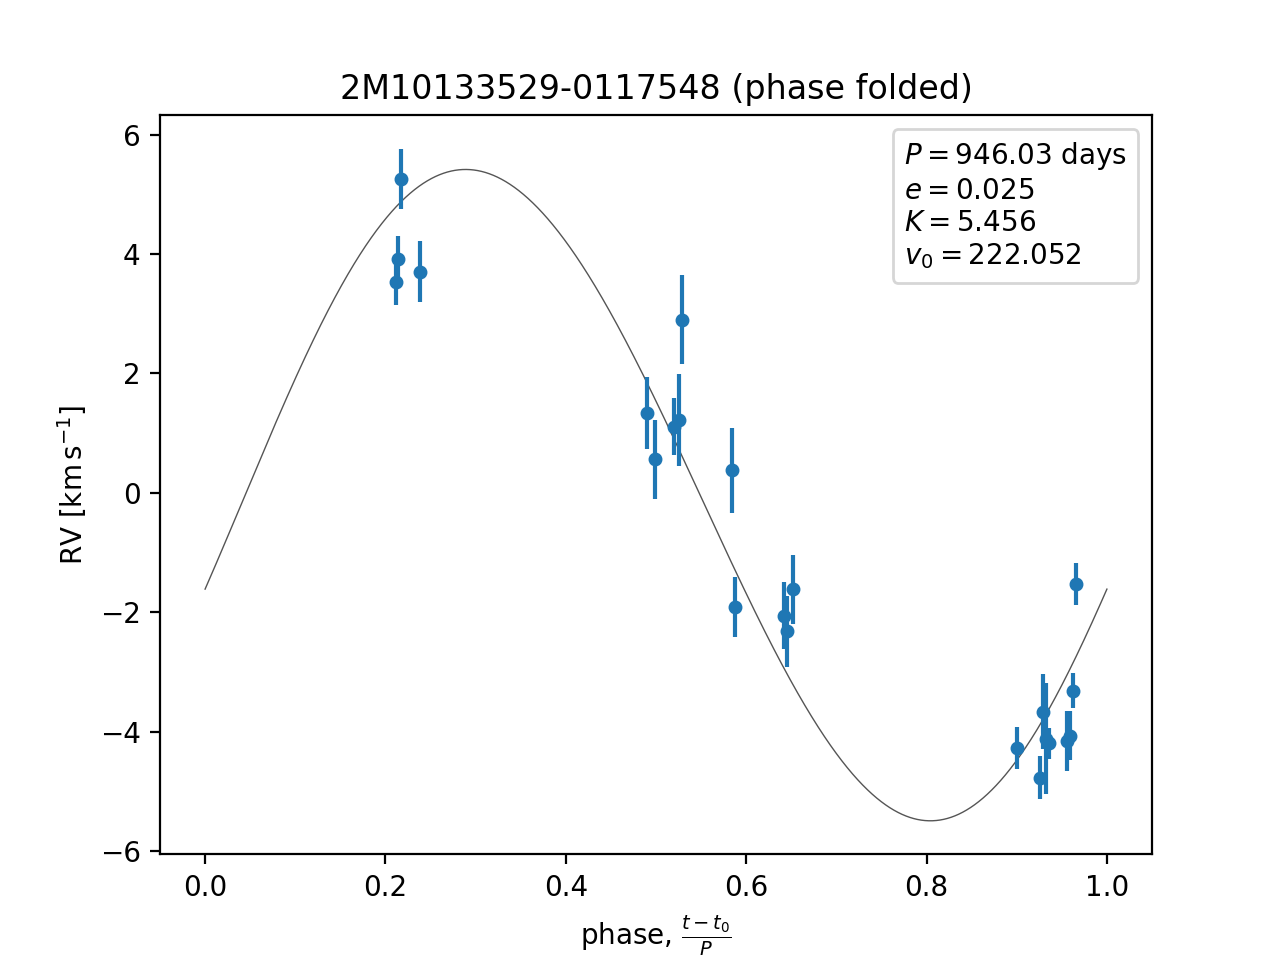 2M10133529-0117548 (phase folded)
P = 946.03 days
e = 0.025
K = 5.456
v₀ = 222.052
6
4
2
0
−2
−4
−6
RV [km s⁻¹]
0.0 0.2 0.4 0.6 0.8 1.0
phase, (t − t₀)/P